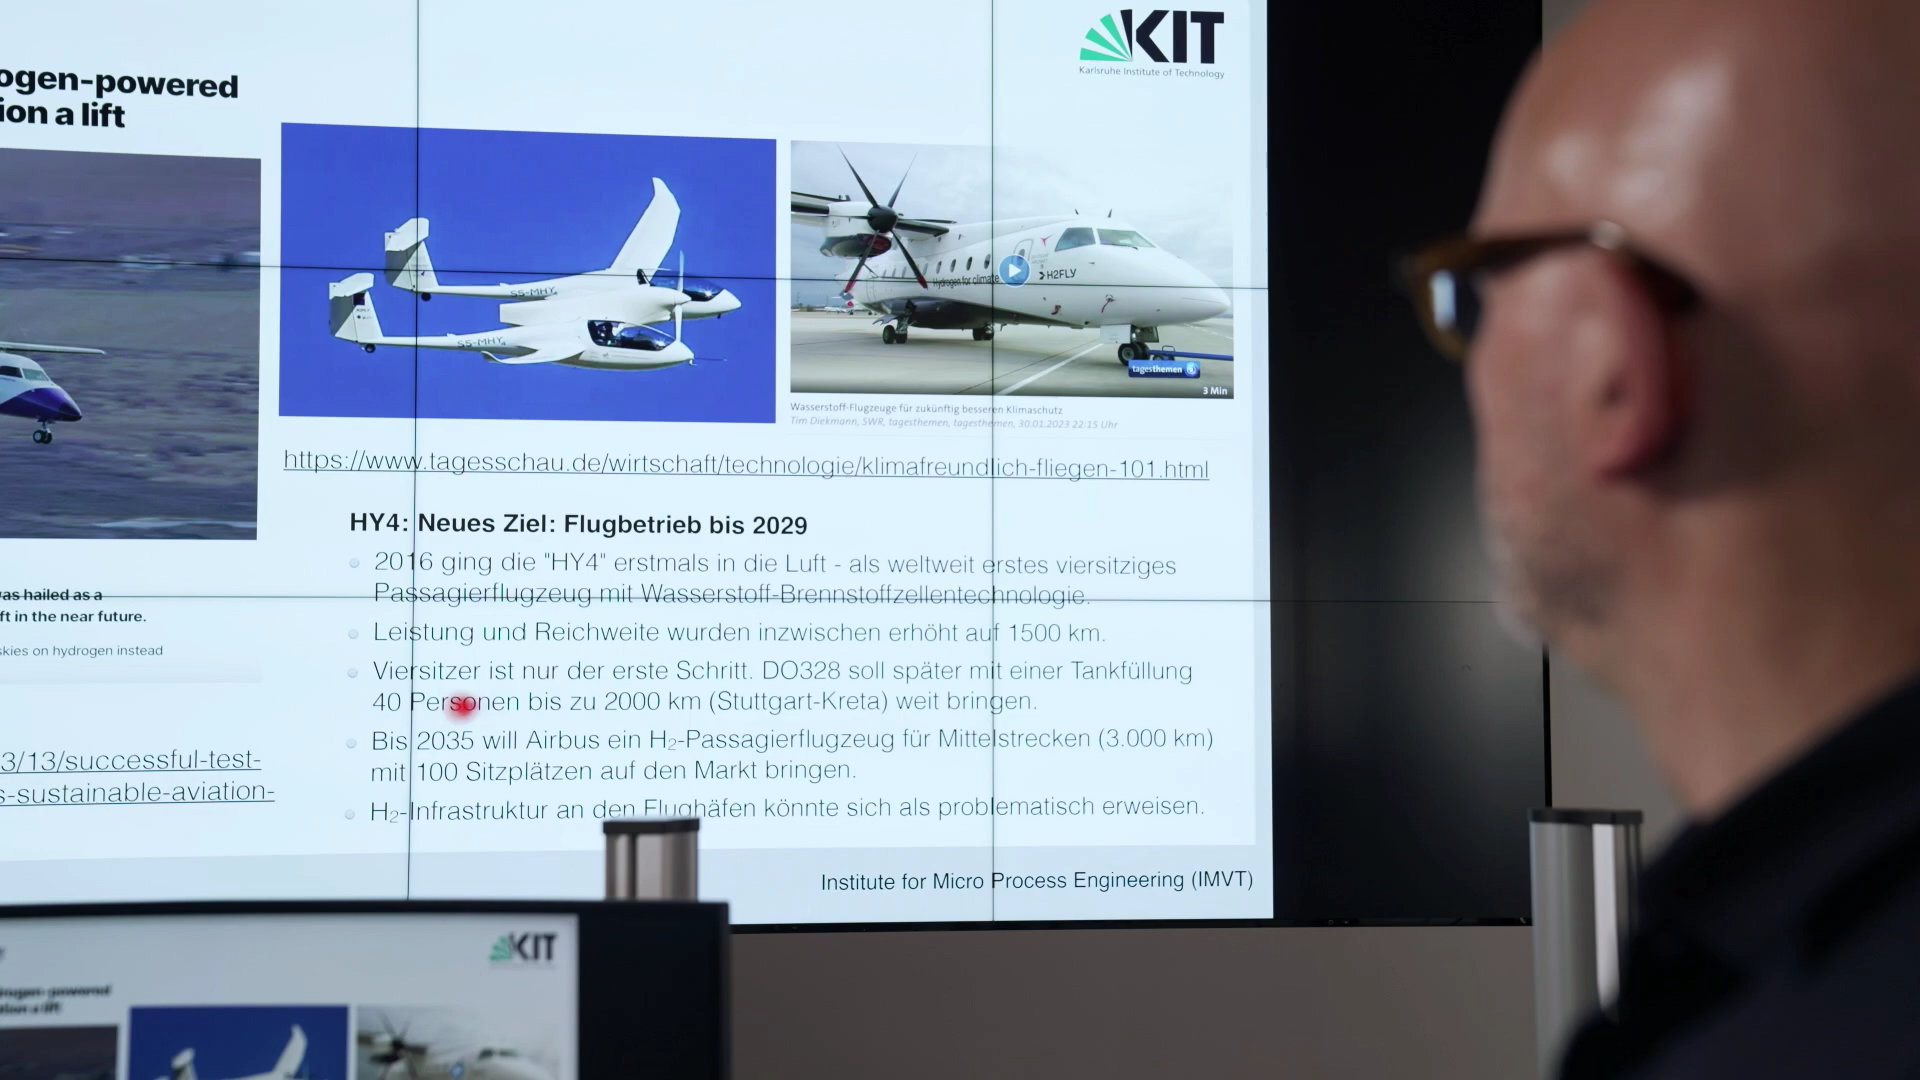 KIT
Karlsruhe Institute of Technology
ogen-powered
ion a lift
S5-MHY
S5-MHY
Hydrogen for climate
H2FLY
tagesthemen
3 Min
Wasserstoff-Flugzeuge für zukünftig besseren Klimaschutz
Tim Diekmann, SWR, tagesthemen, tagesthemen, 30.01.2023 22:15 Uhr
https://www.tagesschau.de/wirtschaft/technologie/klimafreundlich-fliegen-101.html
HY4: Neues Ziel: Flugbetrieb bis 2029
2016 ging die "HY4" erstmals in die Luft - als weltweit erstes viersitziges
Passagierflugzeug mit Wasserstoff-Brennstoffzellentechnologie.
Leistung und Reichweite wurden inzwischen erhöht auf 1500 km.
Viersitzer ist nur der erste Schritt. DO328 soll später mit einer Tankfüllung
40 Personen bis zu 2000 km (Stuttgart-Kreta) weit bringen.
Bis 2035 will Airbus ein H₂-Passagierflugzeug für Mittelstrecken (3.000 km)
mit 100 Sitzplätzen auf den Markt bringen.
H₂-Infrastruktur an den Flughäfen könnte sich als problematisch erweisen.
as hailed as a
ft in the near future.
skies on hydrogen instead
3/13/successful-test-
s-sustainable-aviation-
Institute for Micro Process Engineering (IMVT)
KIT
rogen-powered
tion a lift